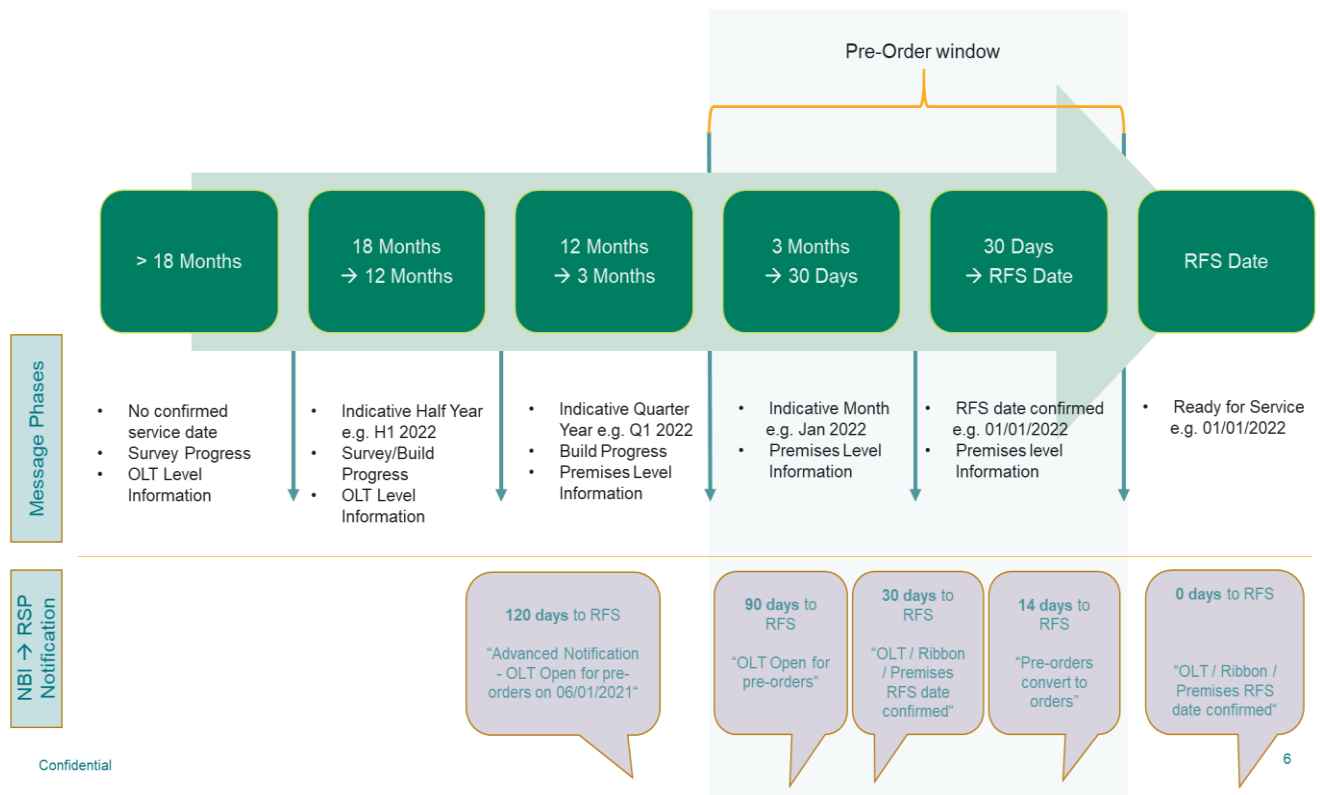 Pre-Order window
> 18 Months
18 Months
→ 12 Months
12 Months
→ 3 Months
3 Months
→ 30 Days
30 Days
→ RFS Date
RFS Date
Message Phases
• No confirmed
service date
• Survey Progress
• OLT Level
Information
• Indicative Half Year
e.g. H1 2022
• Survey/Build
Progress
• OLT Level
Information
• Indicative Quarter
Year e.g. Q1 2022
• Build Progress
• Premises Level
Information
• Indicative Month
e.g. Jan 2022
• Premises Level
Information
• RFS date confirmed
e.g. 01/01/2022
• Premises level
Information
• Ready for Service
e.g. 01/01/2022
NBI → RSP
Notification
120 days to RFS
“Advanced Notification
- OLT Open for pre-
orders on 06/01/2021“
90 days to
RFS
“OLT Open for
pre-orders“
30 days to
RFS
“OLT / Ribbon
/ Premises
RFS date
confirmed“
14 days to
RFS
“Pre-orders
convert to
orders”
0 days to RFS
“OLT / Ribbon /
Premises RFS
date confirmed“
Confidential
6